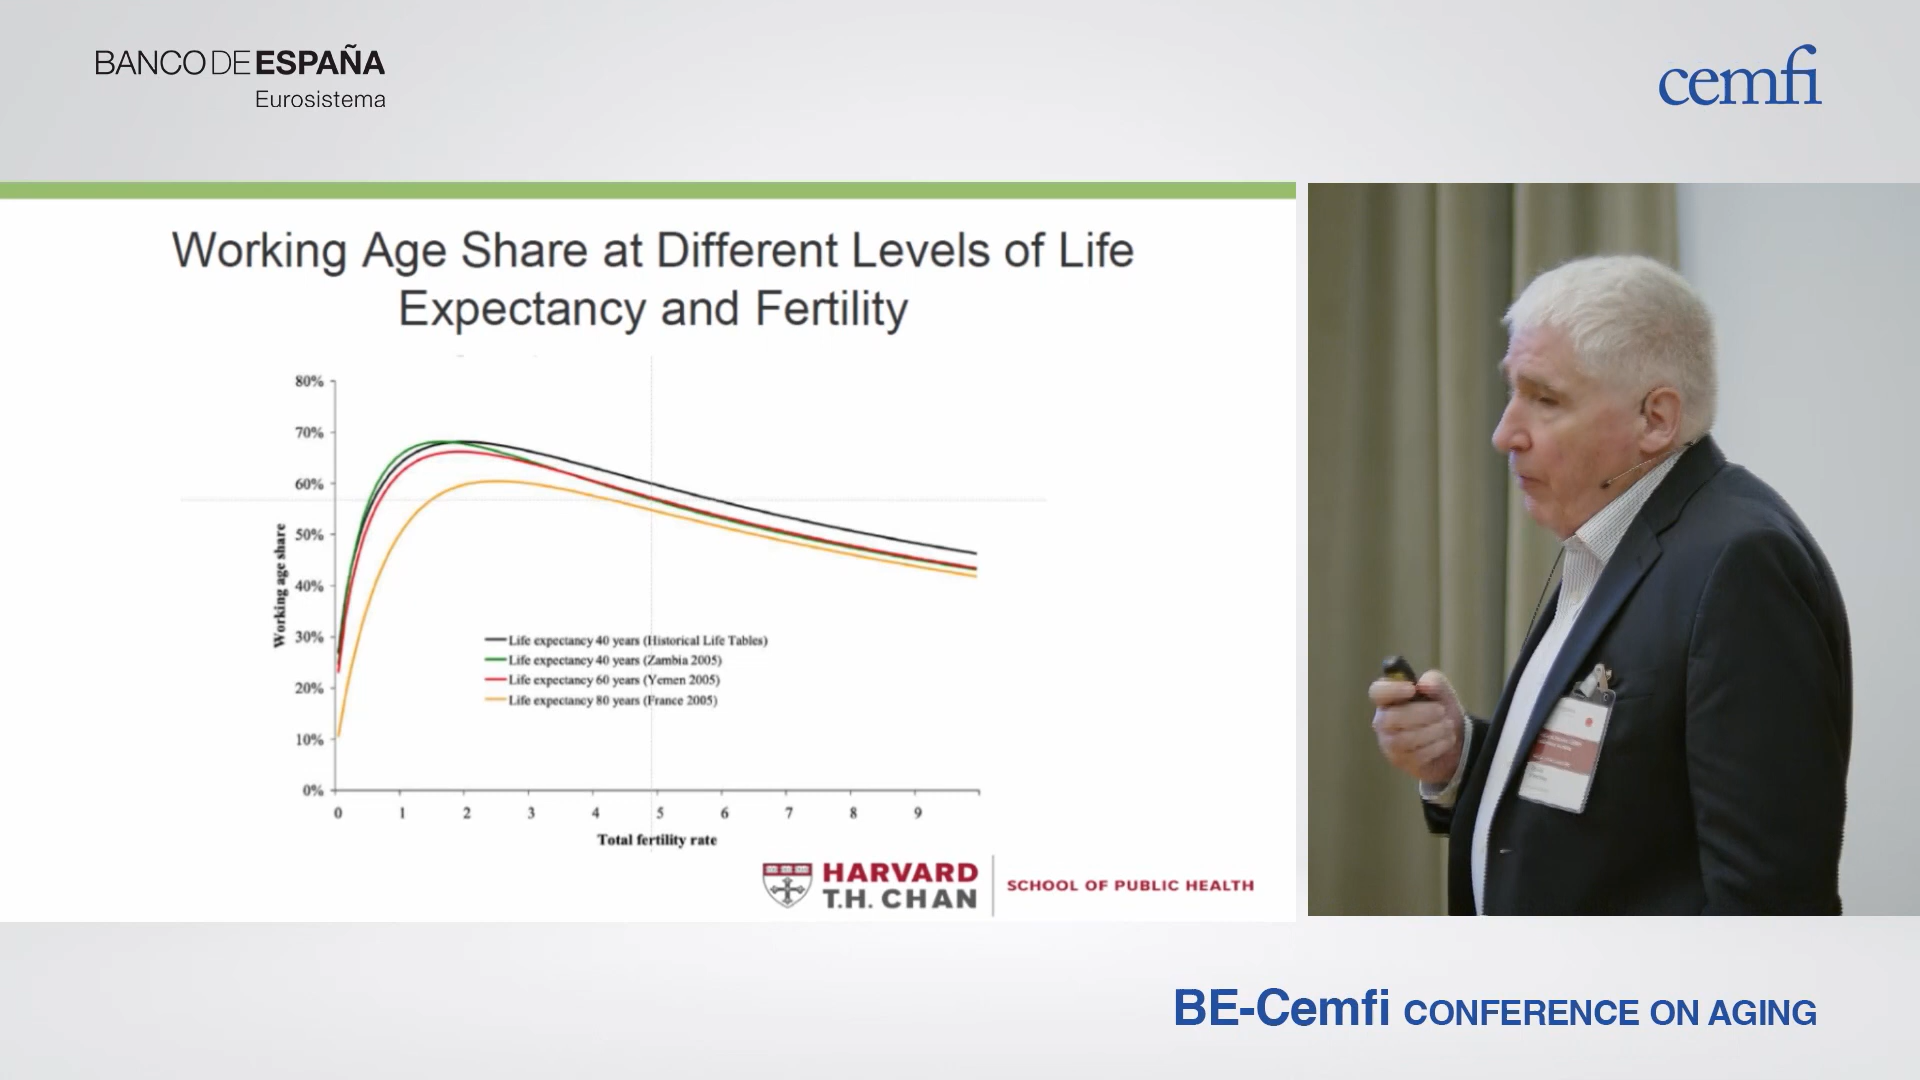 BANCO DE ESPAÑA
Eurosistema
cemfi
Working Age Share at Different Levels of Life
Expectancy and Fertility
80%
70%
60%
50%
40%
30%
20%
10%
0%
Working age share
Life expectancy 40 years (Historical Life Tables)
Life expectancy 40 years (Zambia 2005)
Life expectancy 60 years (Yemen 2005)
Life expectancy 80 years (France 2005)
0 1 2 3 4 5 6 7 8 9
Total fertility rate
HARVARD
T.H. CHAN
SCHOOL OF PUBLIC HEALTH
BE-Cemfi CONFERENCE ON AGING